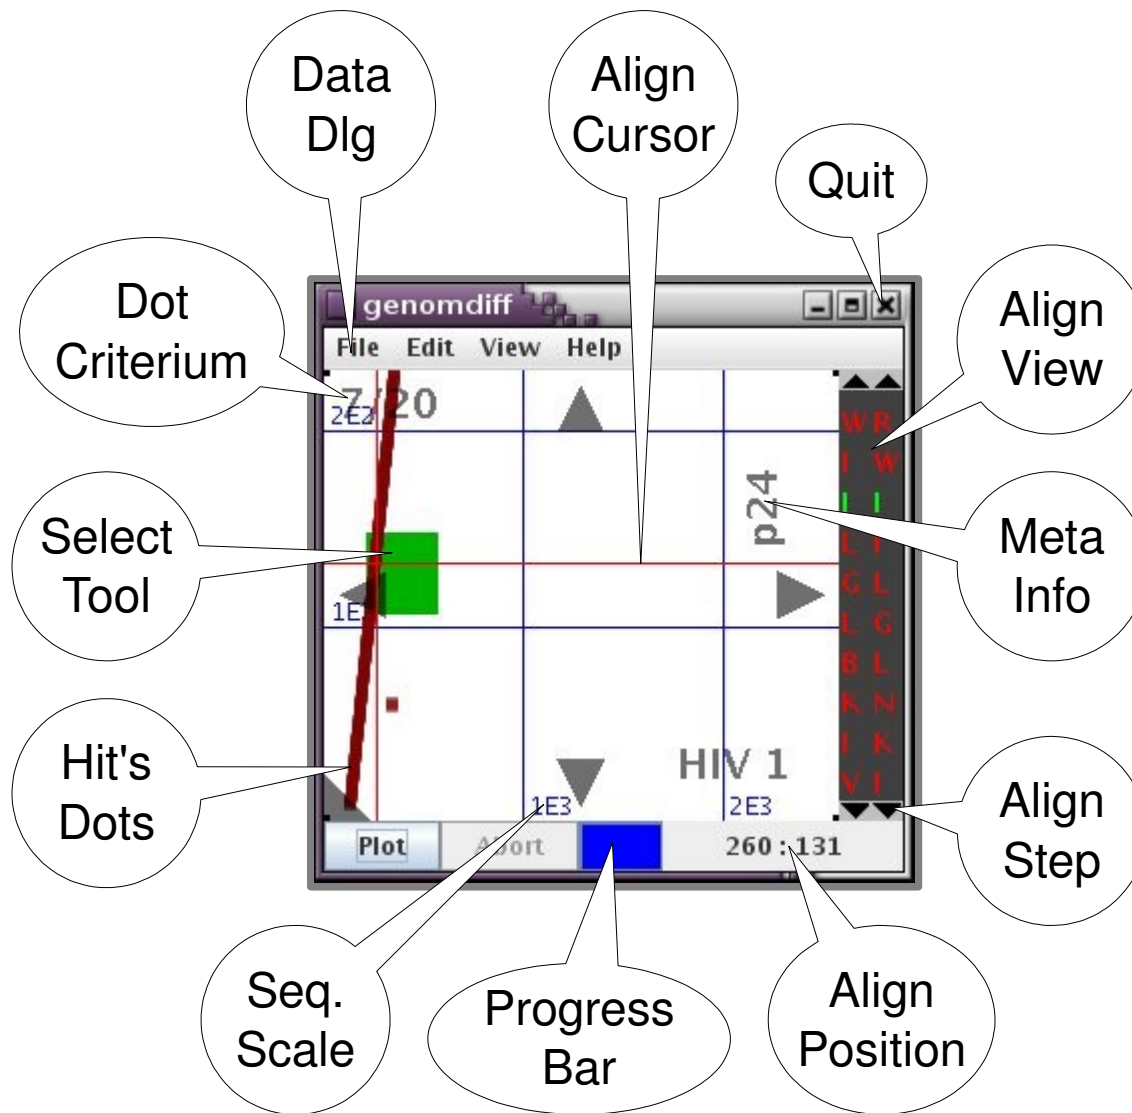 Data
Dlg
Align
Cursor
Quit
Dot
Criterium
Align
View
genomdiff
File Edit View Help
7/20
2E2
W R
I W
I I
L I
G L
L G
B L
K N
I K
V I
p24
Select
Tool
Meta
Info
1E2
Hit's
Dots
HIV 1
1E3
2E3
Align
Step
Plot
Abort
260:131
Seq.
Scale
Progress
Bar
Align
Position